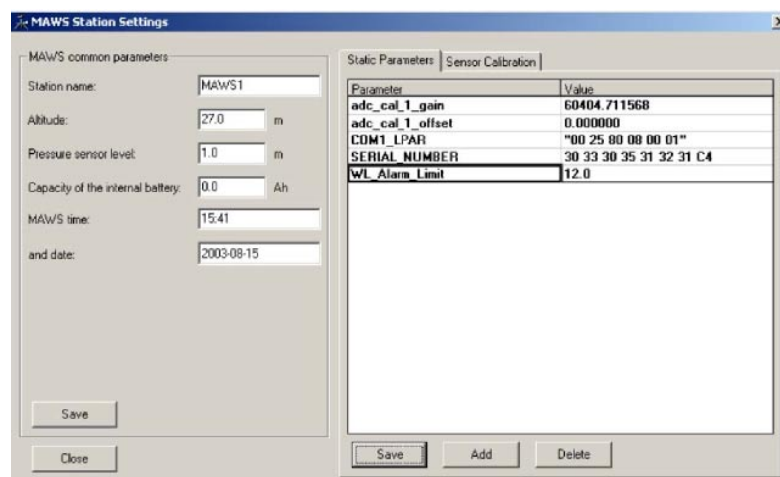 MAWS Station Settings
MAWS common parameters
Station name: MAWS1
Altitude: 27.0 m
Pressure sensor level: 1.0 m
Capacity of the internal battery: 0.0 Ah
MAWS time: 15:41
and date: 2003-08-15
Save
Close
Static Parameters Sensor Calibration
Parameter Value
adc_cal_1_gain 60404.711568
adc_cal_1_offset 0.000000
COM1_LPAR "00 25 80 08 00 01"
SERIAL_NUMBER 30 33 30 35 31 32 31 C4
WL_Alarm_Limit 12.0
Save Add Delete